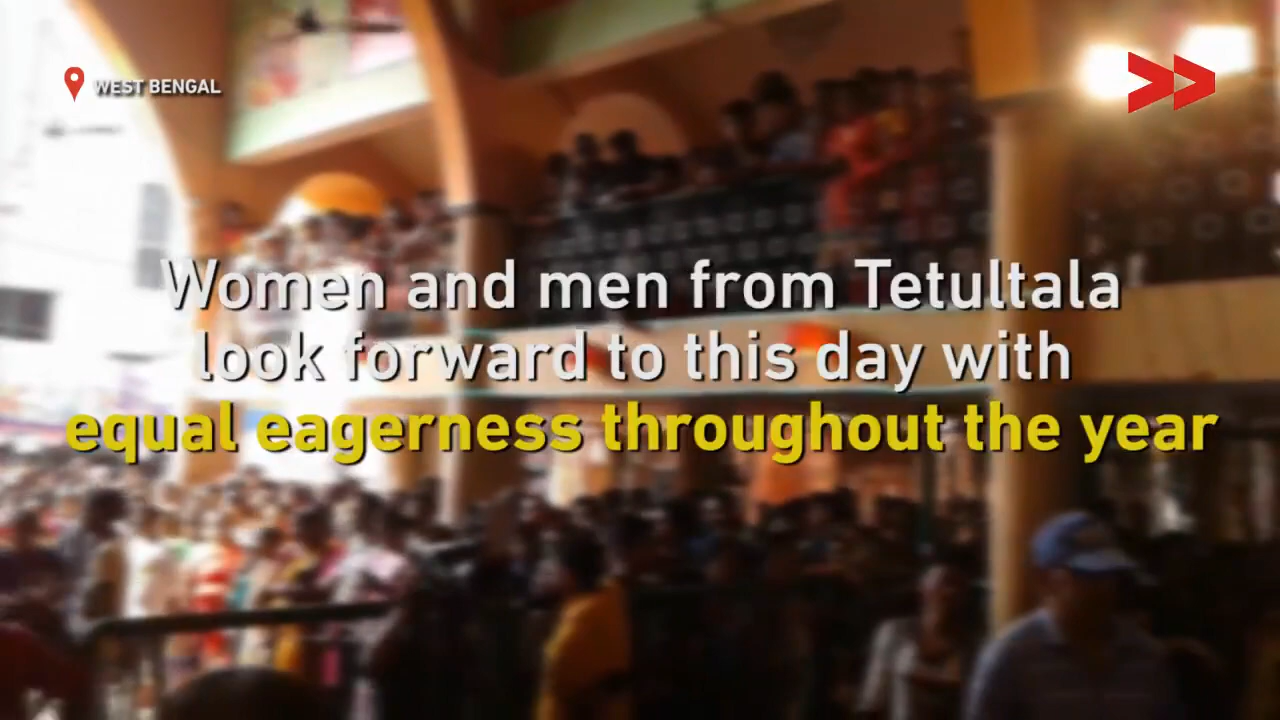 WEST BENGAL
Women and men from Tetultala
look forward to this day with
equal eagerness throughout the year